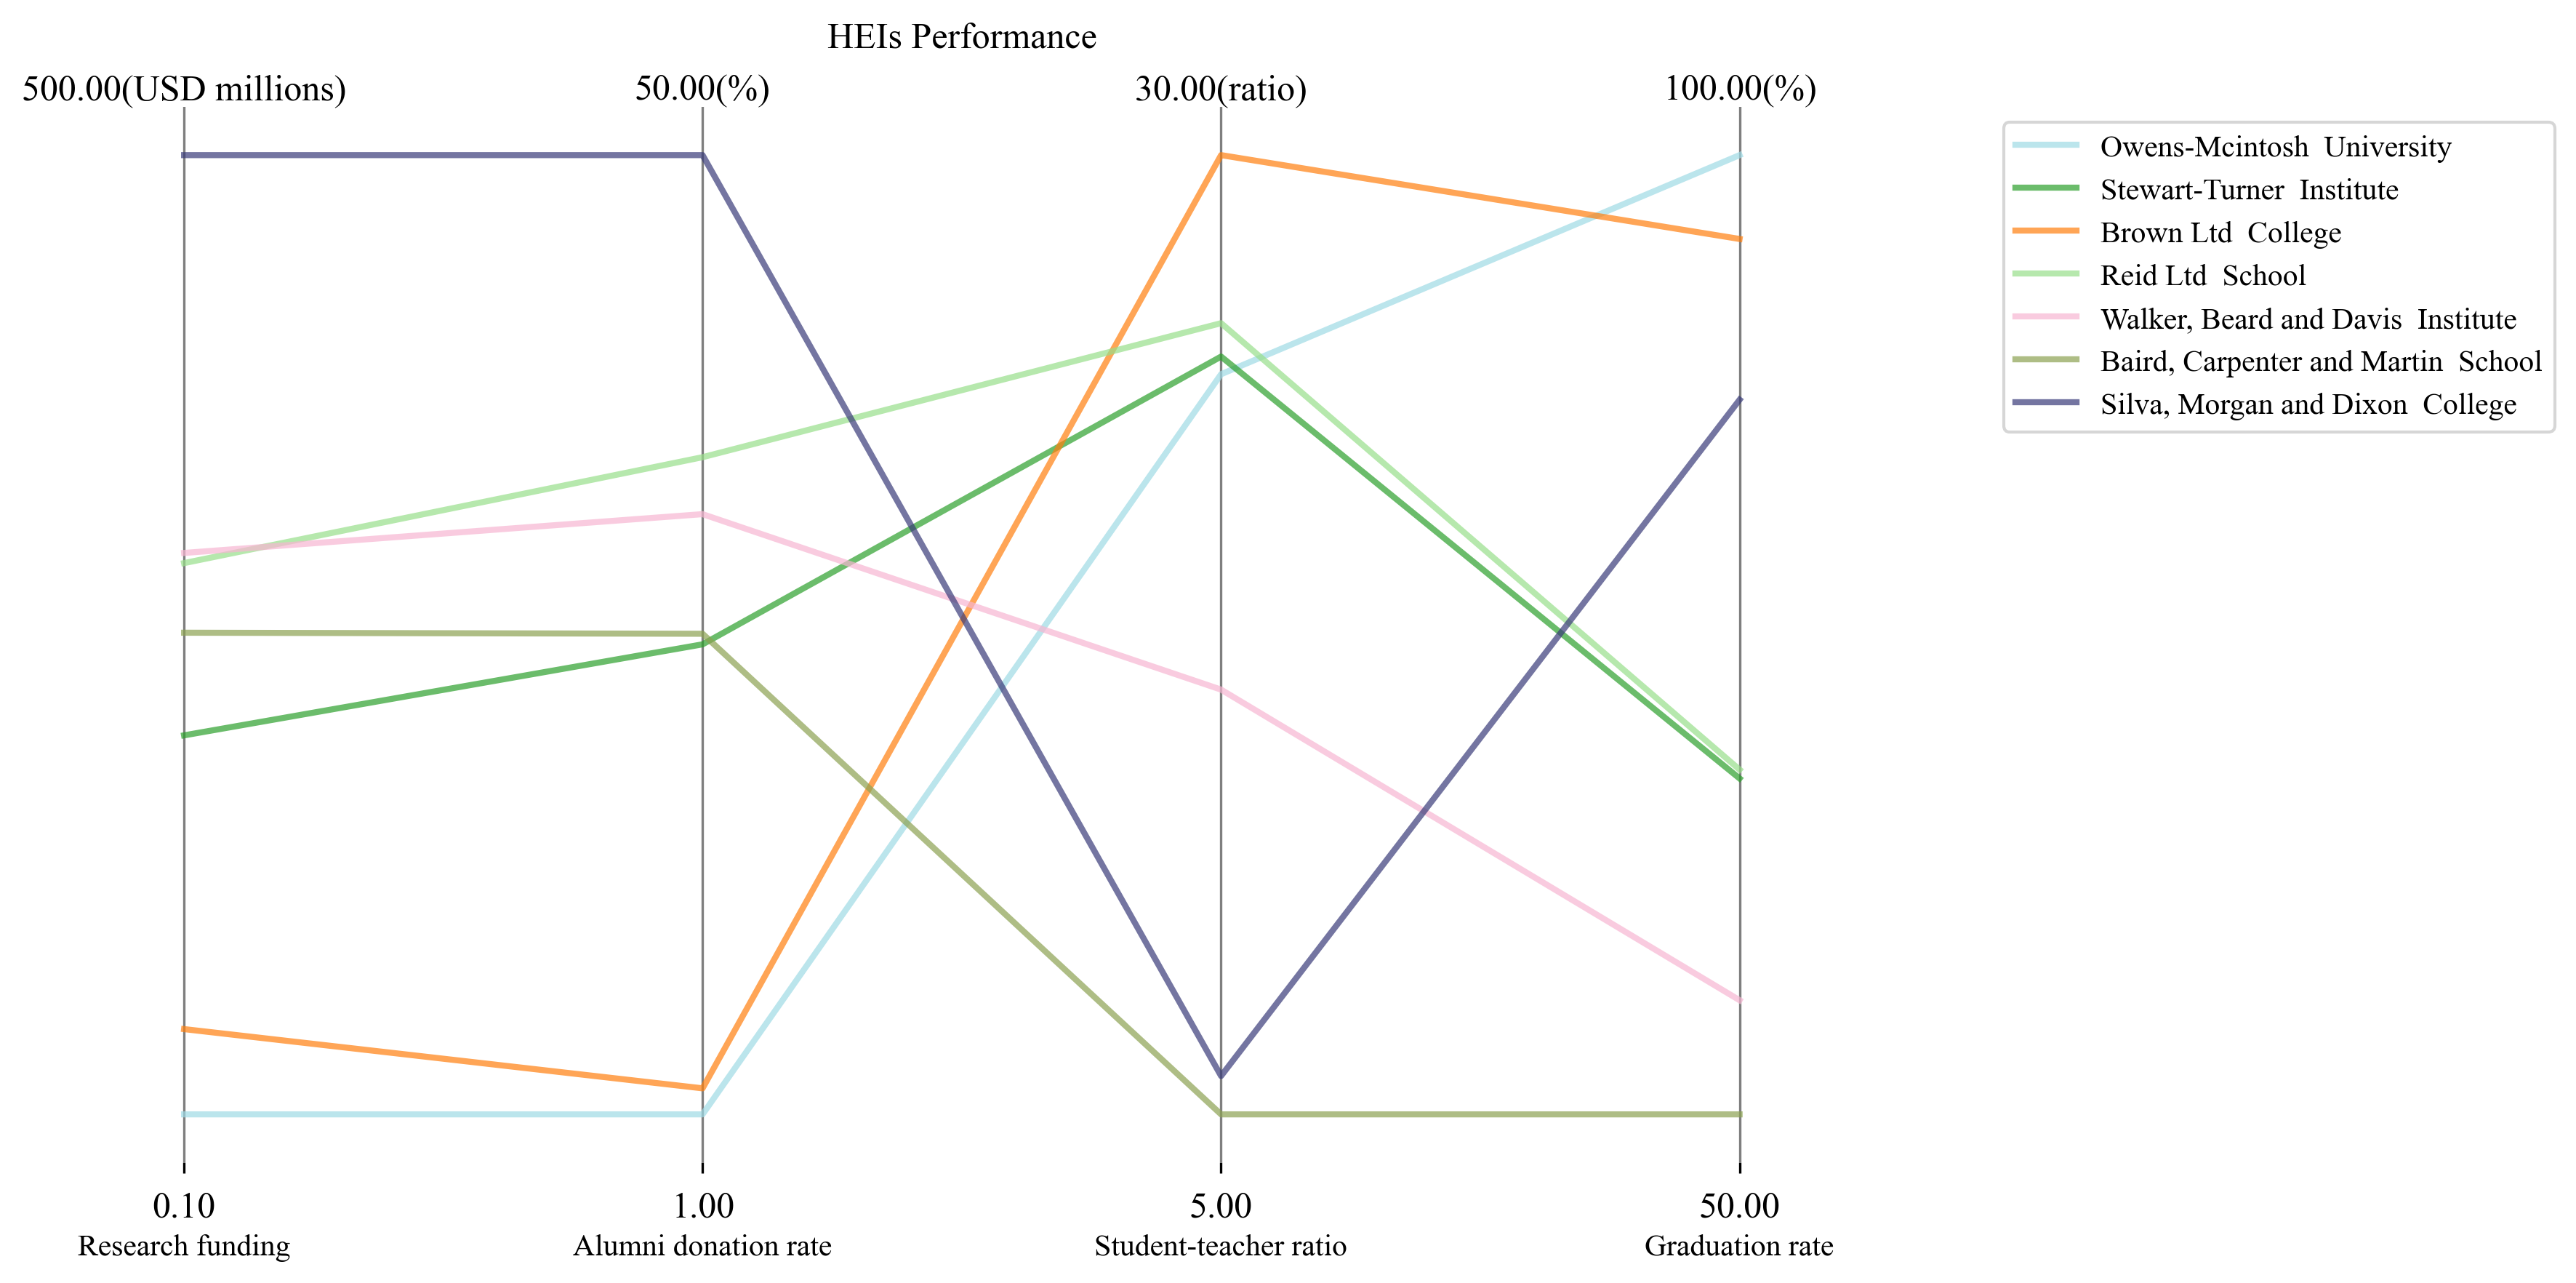 HEIs Performance
500.00(USD millions)
50.00(%)
30.00(ratio)
100.00(%)
Owens-Mcintosh  University
Stewart-Turner  Institute
Brown Ltd  College
Reid Ltd  School
Walker, Beard and Davis  Institute
Baird, Carpenter and Martin  School
Silva, Morgan and Dixon  College
0.10
1.00
5.00
50.00
Research funding
Alumni donation rate
Student-teacher ratio
Graduation rate